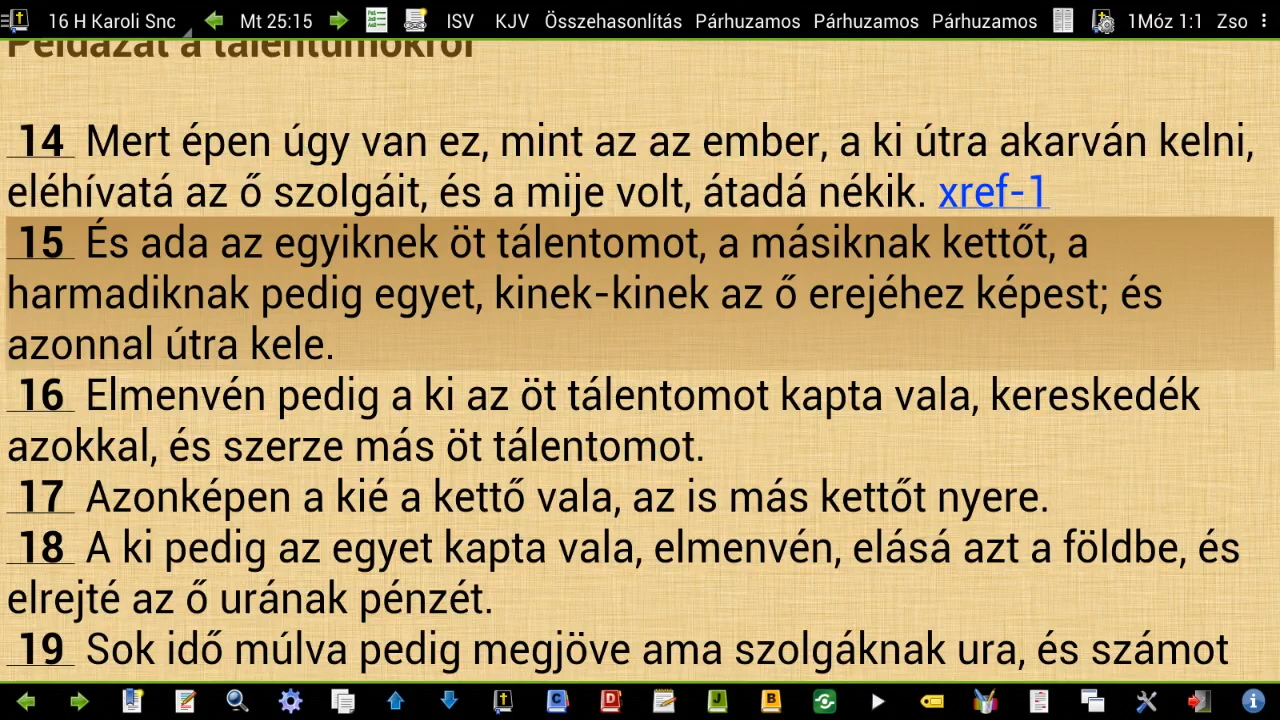 16 H Karoli Snc Mt 25:15 ISV KJV Összehasonlítás Párhuzamos Párhuzamos Párhuzamos 1Móz 1:1 Zso
Példázat a tálentumokról
14 Mert épen úgy van ez, mint az az ember, a ki útra akarván kelni,
eléhívatá az ő szolgáit, és a mije volt, átadá nékik. xref-1
15 És ada az egyiknek öt tálentomot, a másiknak kettőt, a
harmadiknak pedig egyet, kinek-kinek az ő erejéhez képest; és
azonnal útra kele.
16 Elmenvén pedig a ki az öt tálentomot kapta vala, kereskedék
azokkal, és szerze más öt tálentomot.
17 Azonképen a kié a kettő vala, az is más kettőt nyere.
18 A ki pedig az egyet kapta vala, elmenvén, elásá azt a földbe, és
elrejté az ő urának pénzét.
19 Sok idő múlva pedig megjöve ama szolgáknak ura, és számot
C D J B